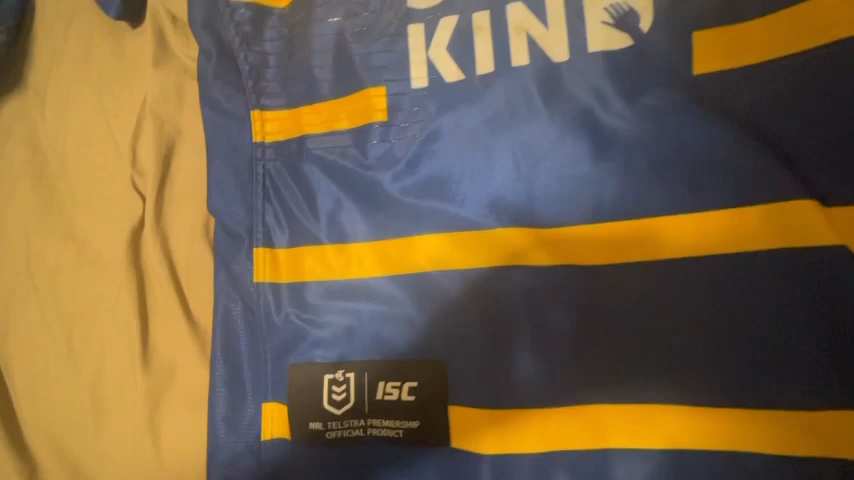 KIND
ISC
NRL TELSTRA PREMIERSHIP
OFFICIAL PRODUCT